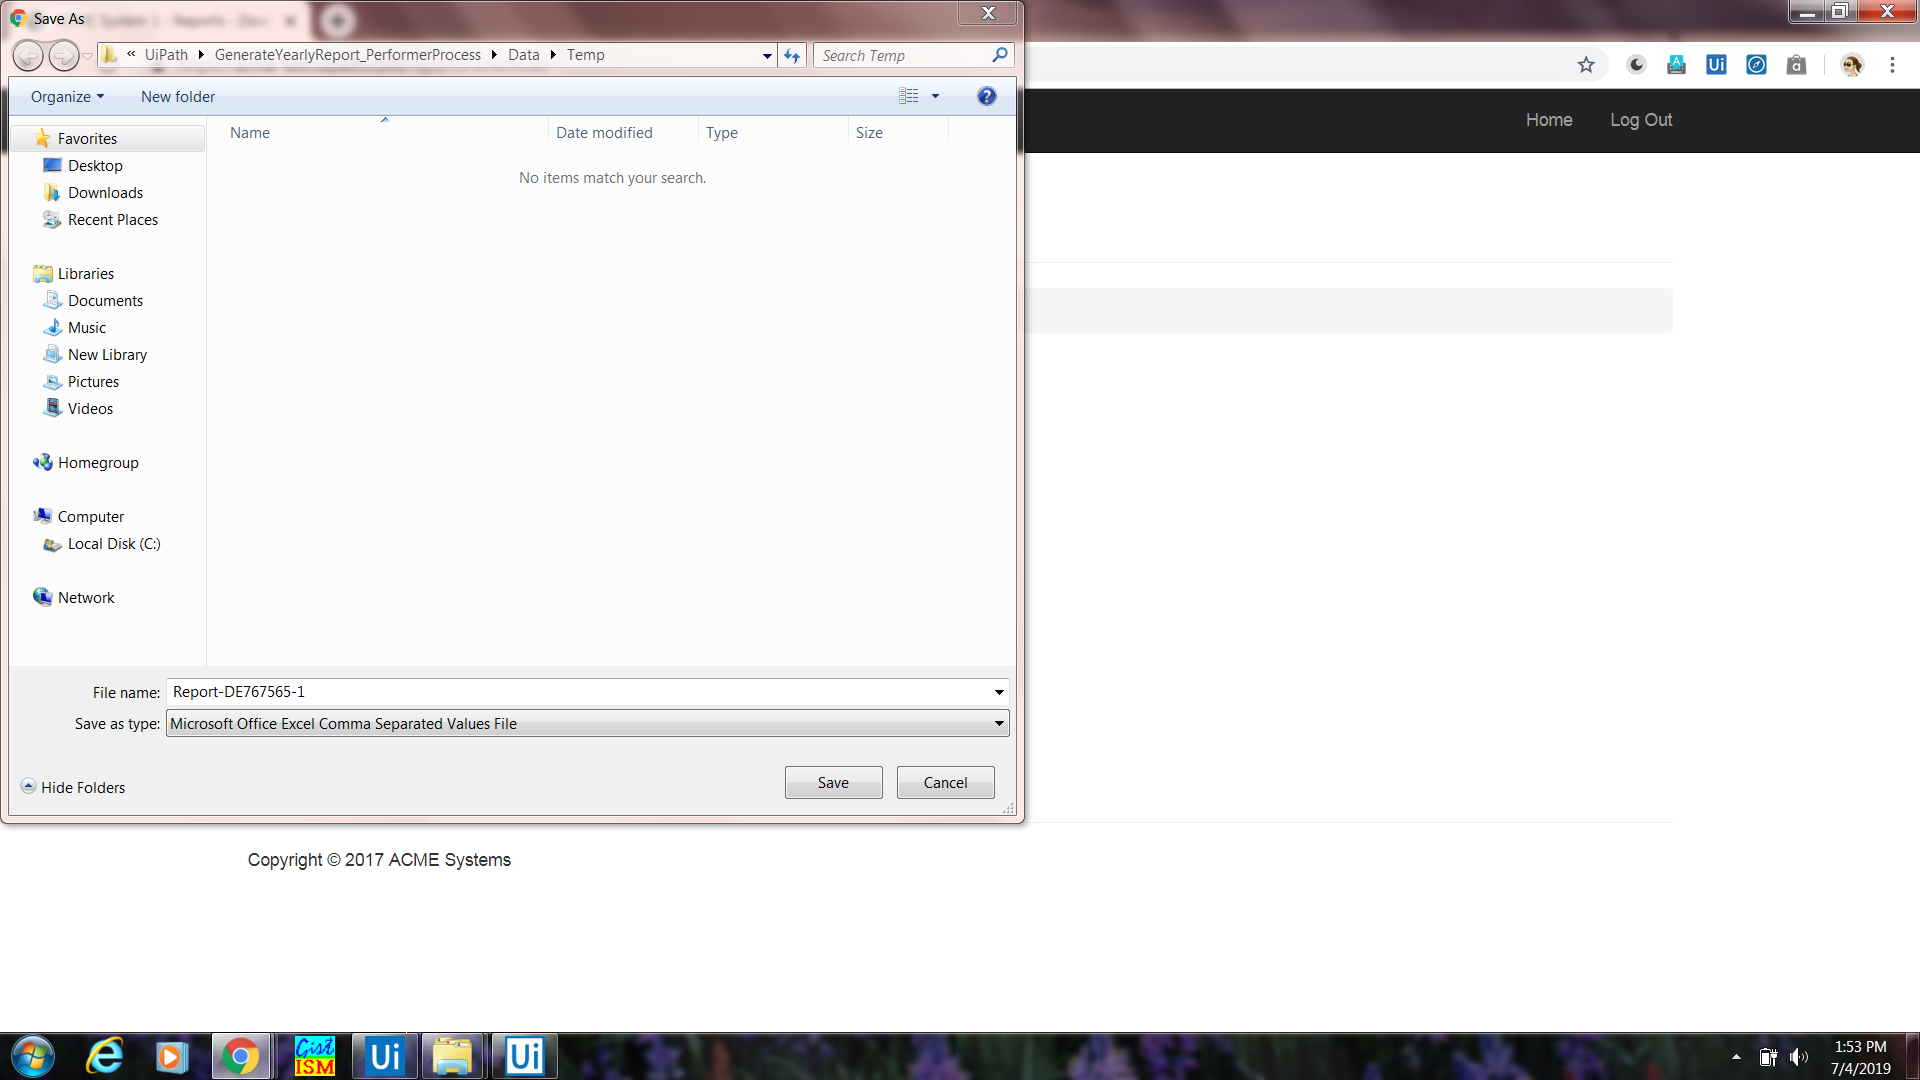 Save As
« UiPath GenerateYearlyReport_PerformerProcess Data Temp
Search Temp
Organize New folder
Home Log Out
Name Date modified Type Size
No items match your search.
Favorites
Desktop
Downloads
Recent Places
Libraries
Documents
Music
New Library
Pictures
Videos
Homegroup
Computer
Local Disk (C:)
Network
File name: Report-DE767565-1
Save as type: Microsoft Office Excel Comma Separated Values File
Hide Folders
Save Cancel
Copyright © 2017 ACME Systems
Gist
ISM
Ui
Ui
1:53 PM
7/4/2019